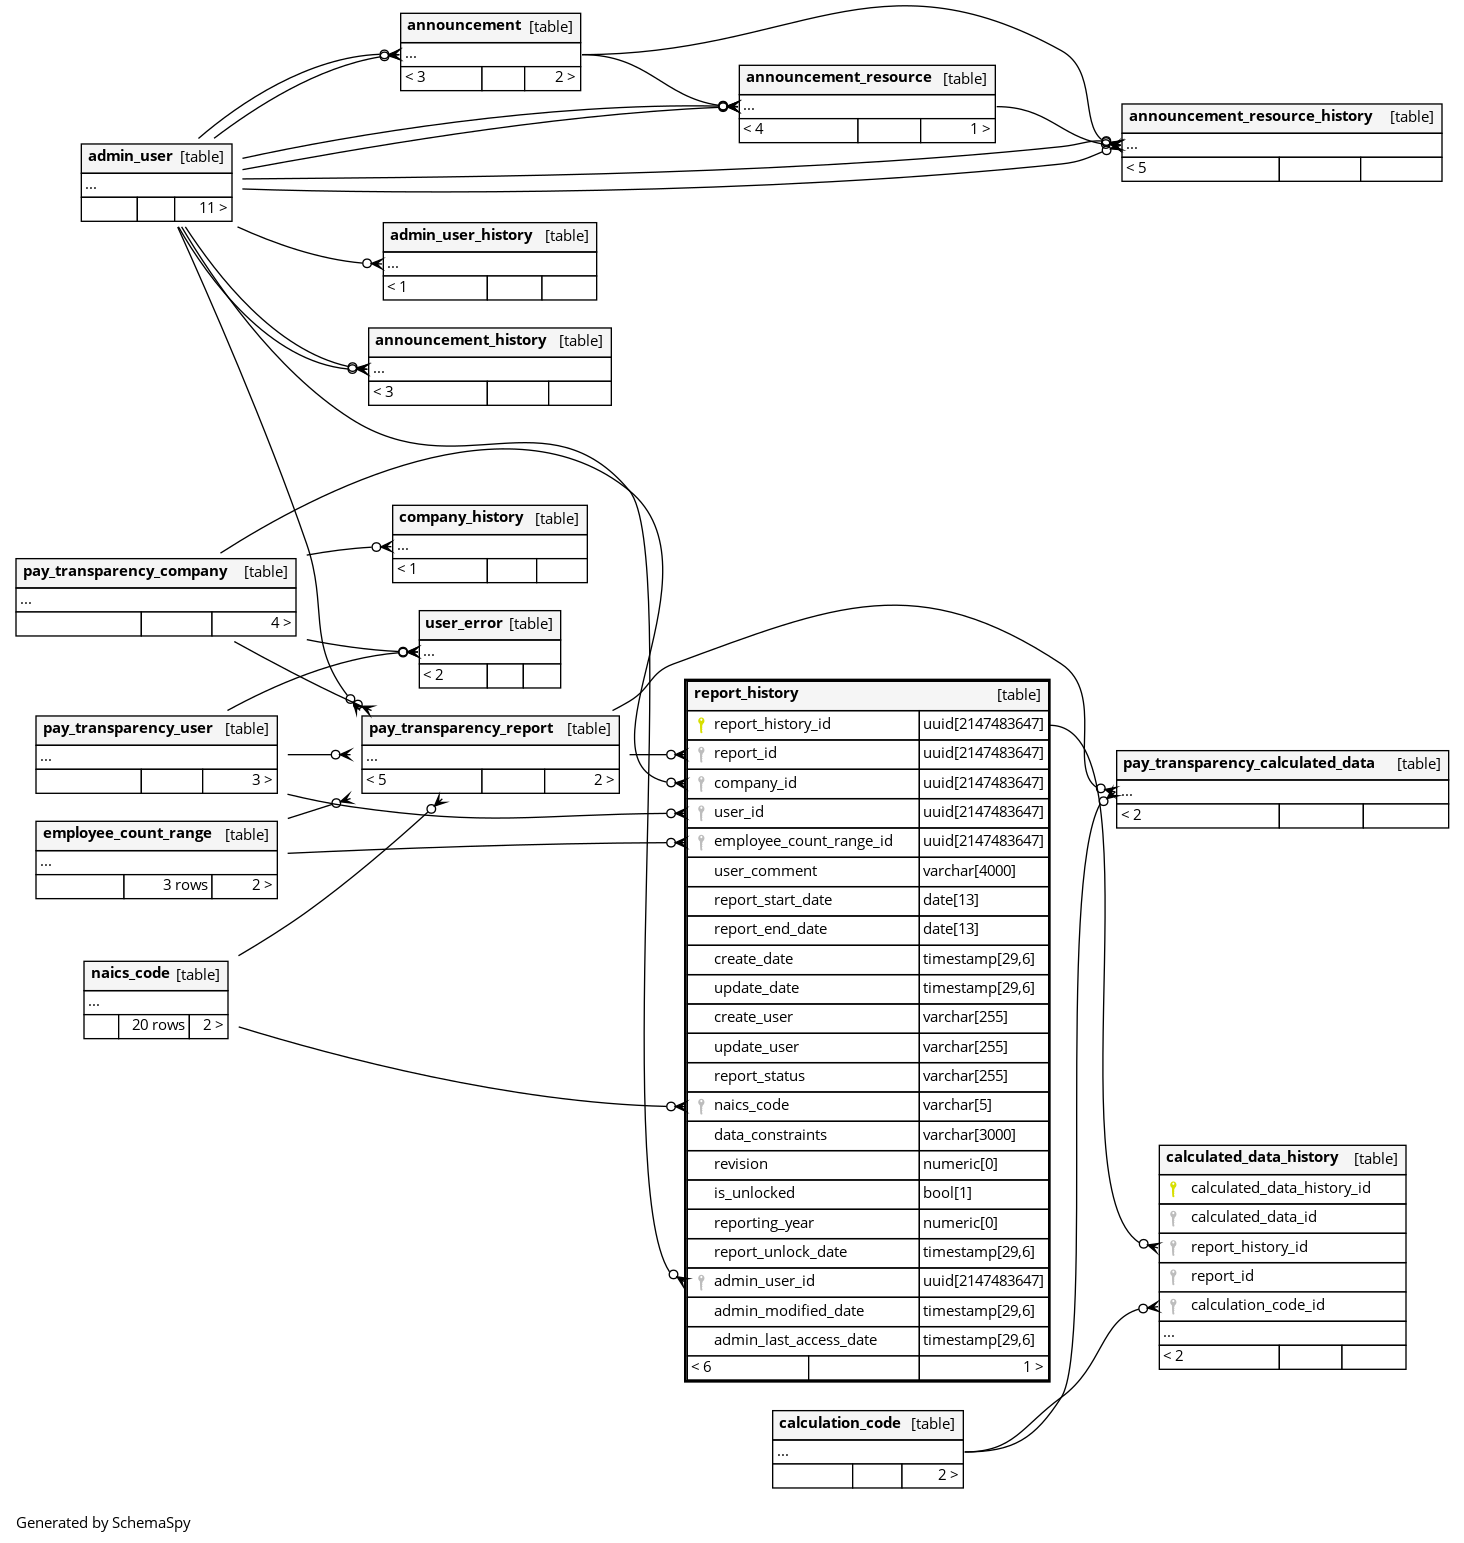 announcement [table]
...
< 3 2 >
announcement_resource [table]
...
< 4 1 >
announcement_resource_history [table]
...
< 5
admin_user [table]
...
11 >
admin_user_history [table]
...
< 1
announcement_history [table]
...
< 3
company_history [table]
...
< 1
pay_transparency_company [table]
...
4 >
user_error [table]
...
< 2
pay_transparency_user [table]
...
3 >
pay_transparency_report [table]
...
< 5 2 >
employee_count_range [table]
...
3 rows 2 >
naics_code [table]
...
20 rows 2 >
report_history [table]
report_history_id uuid[2147483647]
report_id uuid[2147483647]
company_id uuid[2147483647]
user_id uuid[2147483647]
employee_count_range_id uuid[2147483647]
user_comment varchar[4000]
report_start_date date[13]
report_end_date date[13]
create_date timestamp[29,6]
update_date timestamp[29,6]
create_user varchar[255]
update_user varchar[255]
report_status varchar[255]
naics_code varchar[5]
data_constraints varchar[3000]
revision numeric[0]
is_unlocked bool[1]
reporting_year numeric[0]
report_unlock_date timestamp[29,6]
admin_user_id uuid[2147483647]
admin_modified_date timestamp[29,6]
admin_last_access_date timestamp[29,6]
< 6 1 >
pay_transparency_calculated_data [table]
...
< 2
calculated_data_history [table]
calculated_data_history_id
calculated_data_id
report_history_id
report_id
calculation_code_id
...
< 2
calculation_code [table]
...
2 >
Generated by SchemaSpy